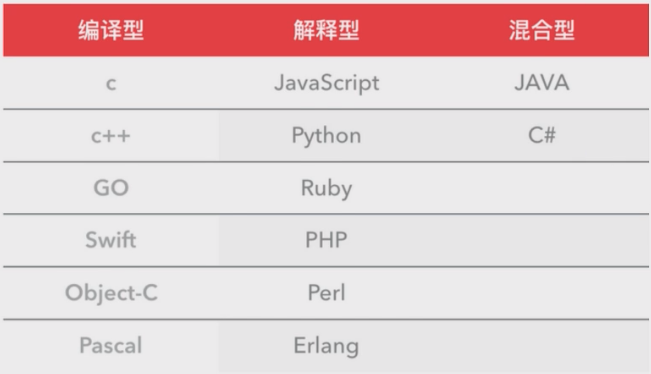 编译型 解释型 混合型
c JavaScript JAVA
c++ Python C#
GO Ruby
Swift PHP
Object-C Perl
Pascal Erlang